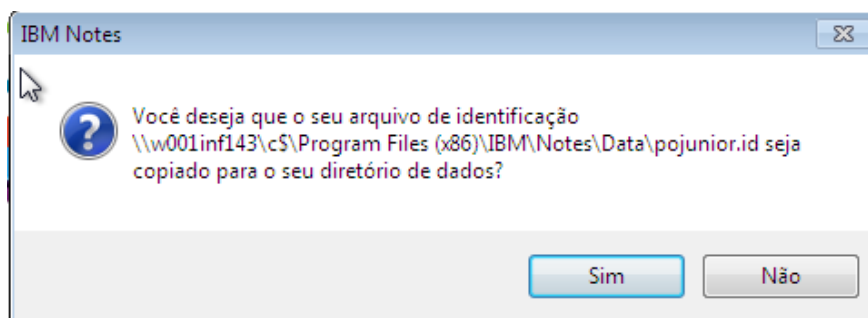 IBM Notes
Você deseja que o seu arquivo de identificação
\\w001inf143\c$\Program Files (x86)\IBM\Notes\Data\pojunior.id seja
copiado para o seu diretório de dados?
Sim
Não